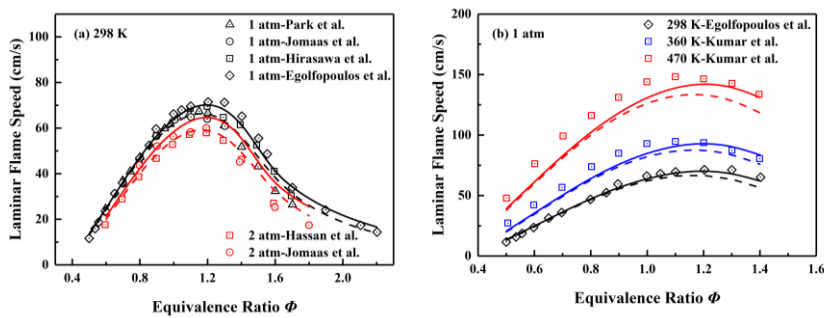 (a) 298 K
1 atm-Park et al.
1 atm-Jomaas et al.
1 atm-Hirasawa et al.
1 atm-Egolfopoulos et al.
2 atm-Hassan et al.
2 atm-Jomaas et al.
Laminar Flame Speed (cm/s)
100
80
60
40
20
0
0.4 0.8 1.2 1.6 2.0
Equivalence Ratio Φ
(b) 1 atm
298 K-Egolfopoulos et al.
360 K-Kumar et al.
470 K-Kumar et al.
Laminar Flame Speed (cm/s)
200
150
100
50
0
0.4 0.6 0.8 1.0 1.2 1.4 1.6
Equivalence Ratio Φ